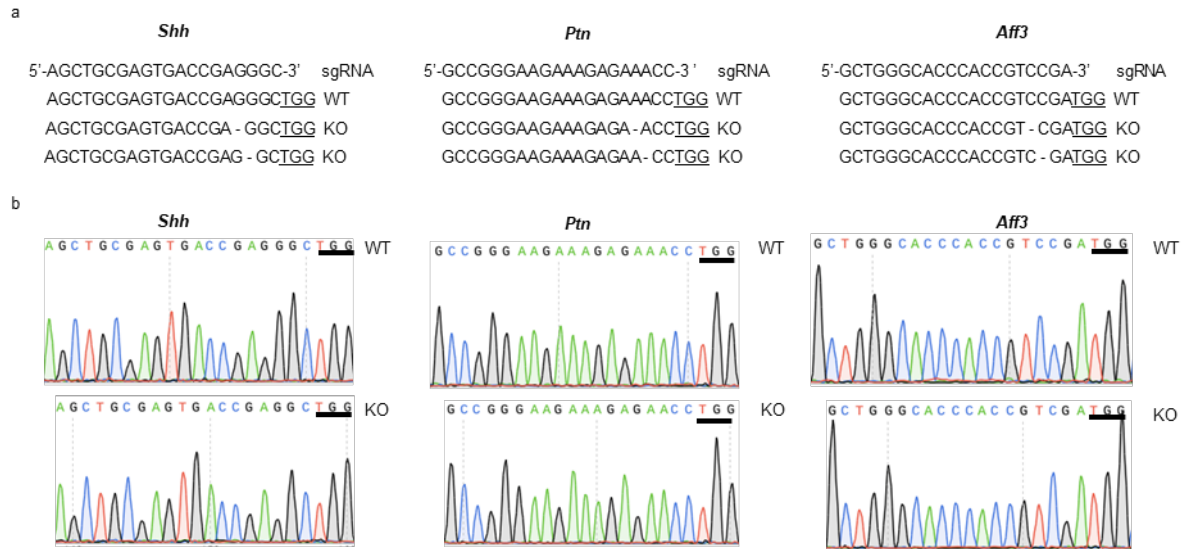 a
Shh Ptn Aff3
5'-AGCTGCGAGTGACCGAGGGC-3' sgRNA 5'-GCCGGGAAGAAAGAGAAACC-3' sgRNA 5'-GCTGGGCACCCACCGTCCGA-3' sgRNA
AGCTGCGAGTGACCGAGGGCTGG WT GCCGGGAAGAAAGAGAAACCTGG WT GCTGGGCACCCACCGTCCGATGG WT
AGCTGCGAGTGACCGA-GGCTGG KO GCCGGGAAGAAAGAGA-ACCTGG KO GCTGGGCACCCACCGT-CGATGG KO
AGCTGCGAGTGACCGAG-GCTGG KO GCCGGGAAGAAAGAGAA-CCTGG KO GCTGGGCACCCACCGTC-GATGG KO
b
Shh Ptn Aff3
AGCTGCGAGTGACCGAGGGCTGG WT GCCGGGAAGAAAGAGAAACCTGG WT GCTGGGCACCCACCGTCCGATGG WT
AGCTGCGAGTGACCGAGGCTGG KO GCCGGGAAGAAAGAGAACCTGG KO GCTGGGCACCCACCGTCGATGG KO